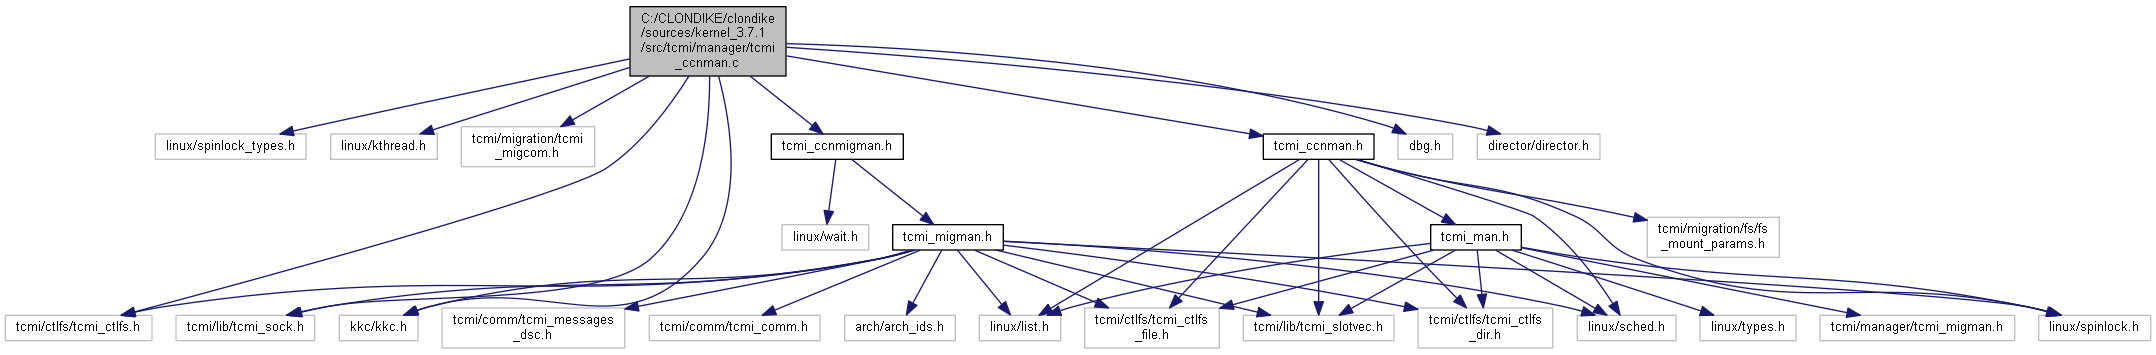 C:/CLONDIKE/clondike
/sources/kernel_3.7.1
/src/tcmi/manager/tcmi
_ccnman.c
linux/spinlock_types.h
linux/kthread.h
tcmi/migration/tcmi
_migcom.h
tcmi_ccnmigman.h
tcmi_ccnman.h
dbg.h
director/director.h
linux/wait.h
tcmi_migman.h
tcmi_man.h
tcmi/migration/fs/fs
_mount_params.h
tcmi/ctlfs/tcmi_ctlfs.h
tcmi/lib/tcmi_sock.h
kkc/kkc.h
tcmi/comm/tcmi_messages
_dsc.h
tcmi/comm/tcmi_comm.h
arch/arch_ids.h
linux/list.h
tcmi/ctlfs/tcmi_ctlfs
_file.h
tcmi/lib/tcmi_slotvec.h
tcmi/ctlfs/tcmi_ctlfs
_dir.h
linux/sched.h
linux/types.h
tcmi/manager/tcmi_migman.h
linux/spinlock.h